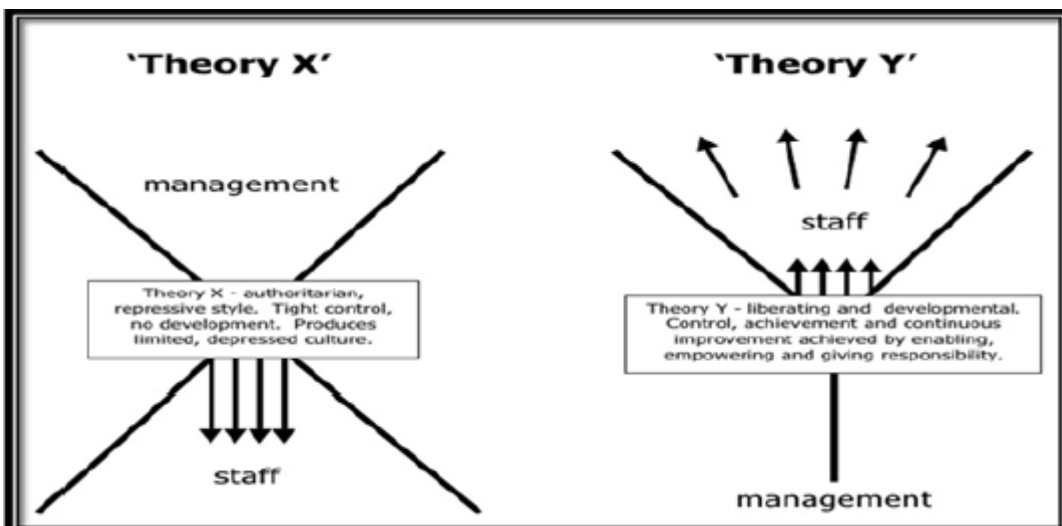 ‘Theory X’
management
Theory X - authoritarian,
repressive style. Tight control,
no development. Produces
limited, depressed culture.
staff
‘Theory Y’
staff
Theory Y - liberating and developmental.
Control, achievement and continuous
improvement achieved by enabling,
empowering and giving responsibility.
management